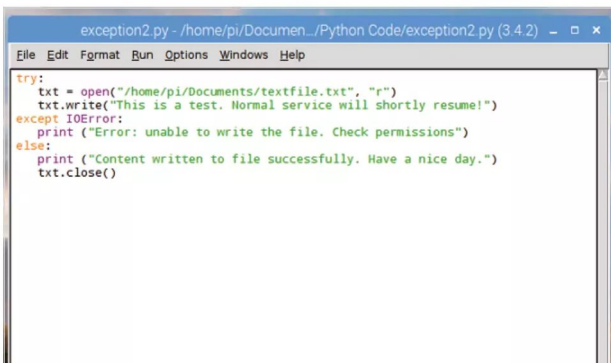 exception2.py - /home/pi/Documen.../Python Code/exception2.py (3.4.2)
File Edit Format Run Options Windows Help
try:
   txt = open("/home/pi/Documents/textfile.txt", "r")
   txt.write("This is a test. Normal service will shortly resume!")
except IOError:
   print ("Error: unable to write the file. Check permissions")
else:
   print ("Content written to file successfully. Have a nice day.")
   txt.close()